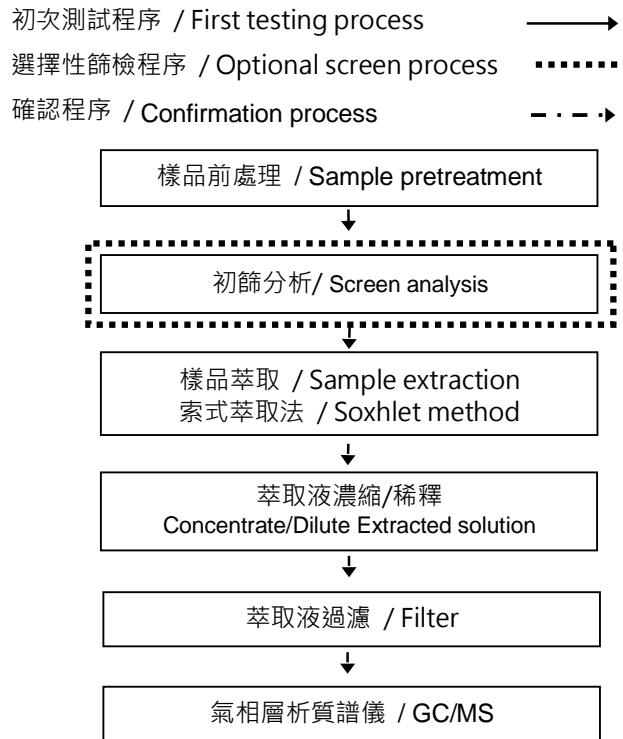 初次測試程序 / First testing process
選擇性篩檢程序 / Optional screen process
確認程序 / Confirmation process
樣品前處理 / Sample pretreatment
初篩分析/ Screen analysis
樣品萃取 / Sample extraction
索式萃取法 / Soxhlet method
萃取液濃縮/稀釋
Concentrate/Dilute Extracted solution
萃取液過濾 / Filter
氣相層析質譜儀 / GC/MS